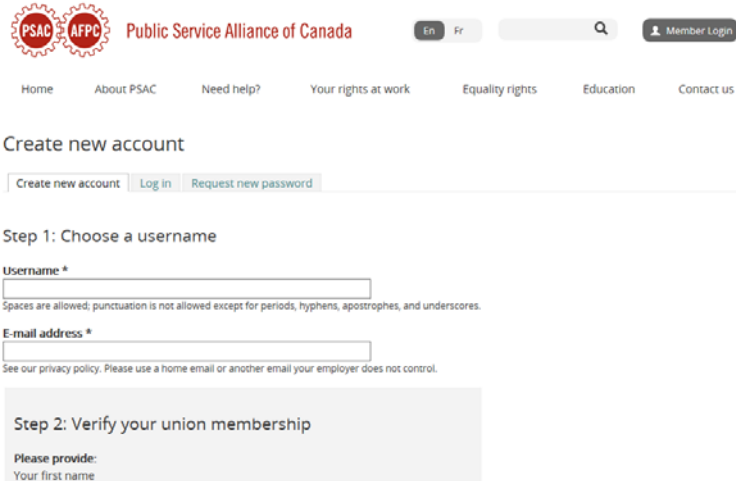 PSAC AFPC Public Service Alliance of Canada En Fr Member Login
Home About PSAC Need help? Your rights at work Equality rights Education Contact us
Create new account
Create new account Log in Request new password
Step 1: Choose a username
Username *
Spaces are allowed; punctuation is not allowed except for periods, hyphens, apostrophes, and underscores.
E-mail address *
See our privacy policy. Please use a home email or another email your employer does not control.
Step 2: Verify your union membership
Please provide:
Your first name